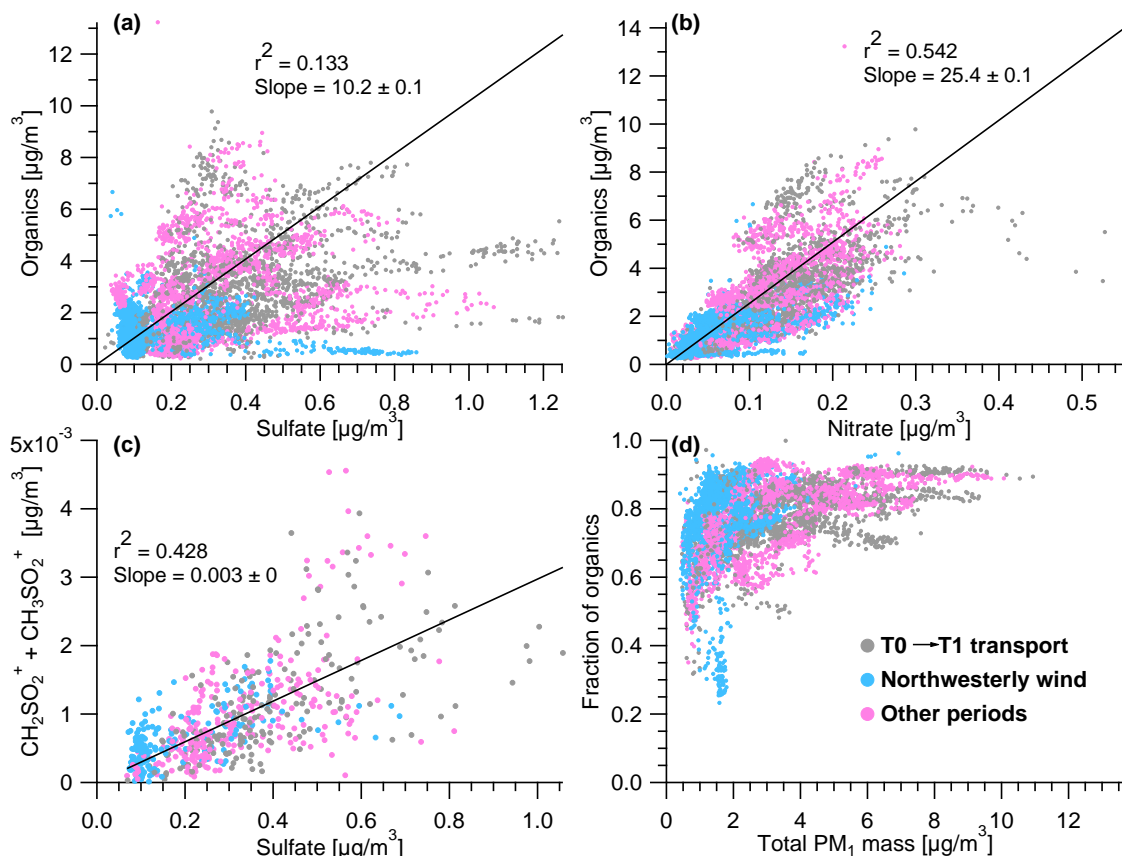 (a)
r² = 0.133
Slope = 10.2 ± 0.1
Organics [µg/m³]
12
10
8
6
4
2
0
0.0 0.2 0.4 0.6 0.8 1.0 1.2
Sulfate [µg/m³]
(b)
r² = 0.542
Slope = 25.4 ± 0.1
Organics [µg/m³]
14
12
10
8
6
4
2
0
0.0 0.1 0.2 0.3 0.4 0.5
Nitrate [µg/m³]
(c)
r² = 0.428
Slope = 0.003 ± 0
CH₂SO₂⁺ + CH₃SO₂⁺ [µg/m³]
5x10⁻³
4
3
2
1
0
0.0 0.2 0.4 0.6 0.8 1.0
Sulfate [µg/m³]
(d)
Fraction of organics
1.0
0.8
0.6
0.4
0.2
0.0
T0 → T1 transport
Northwesterly wind
Other periods
0 2 4 6 8 10 12
Total PM₁ mass [µg/m³]